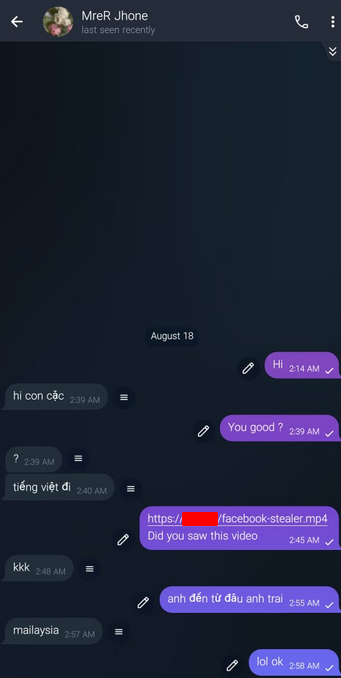 MreR Jhone
last seen recently
August 18
Hi 2:14 AM
hi con cặc 2:39 AM
You good ? 2:39 AM
? 2:39 AM
tiếng việt đi 2:40 AM
https:///facebook-stealer.mp4
Did you saw this video 2:45 AM
kkk 2:48 AM
anh đến từ đâu anh trai 2:55 AM
mailaysia 2:57 AM
lol ok 2:58 AM